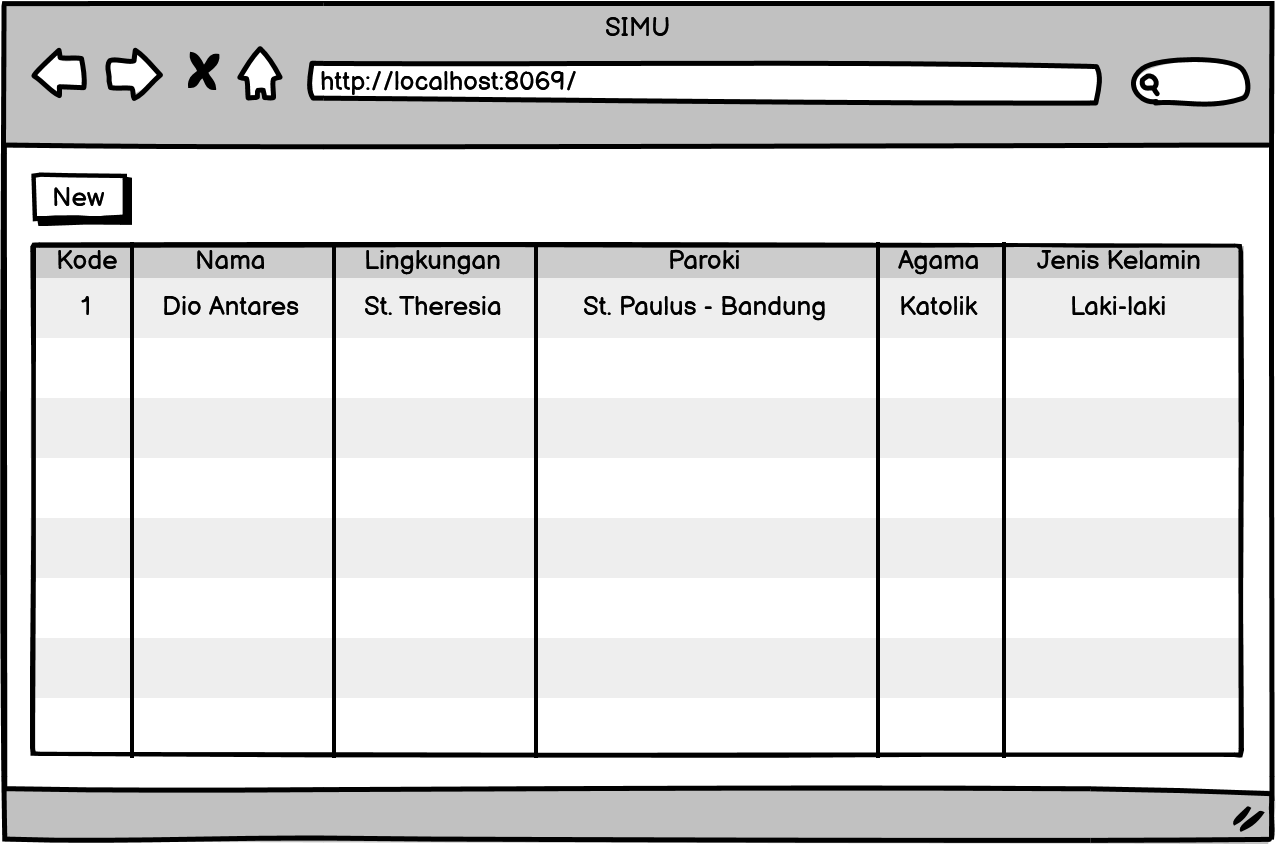 SIMU
http://localhost:8069/
New
Kode Nama Lingkungan Paroki Agama Jenis Kelamin
1 Dio Antares St. Theresia St. Paulus - Bandung Katolik Laki-laki